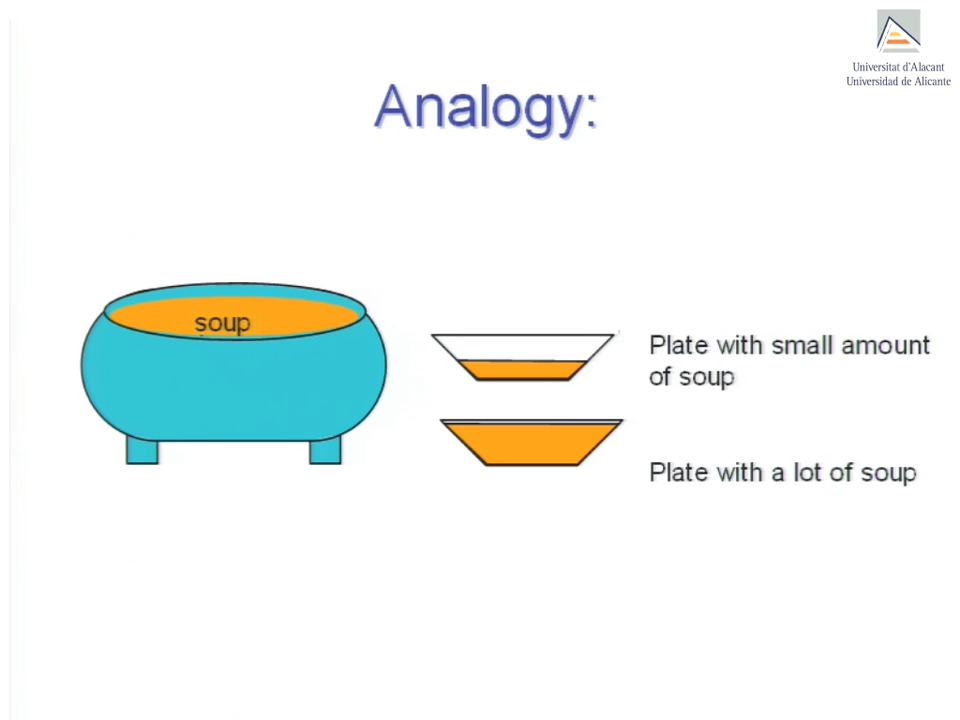 Universitat d'Alacant
Universidad de Alicante
Analogy:
soup
Plate with small amount
of soup
Plate with a lot of soup